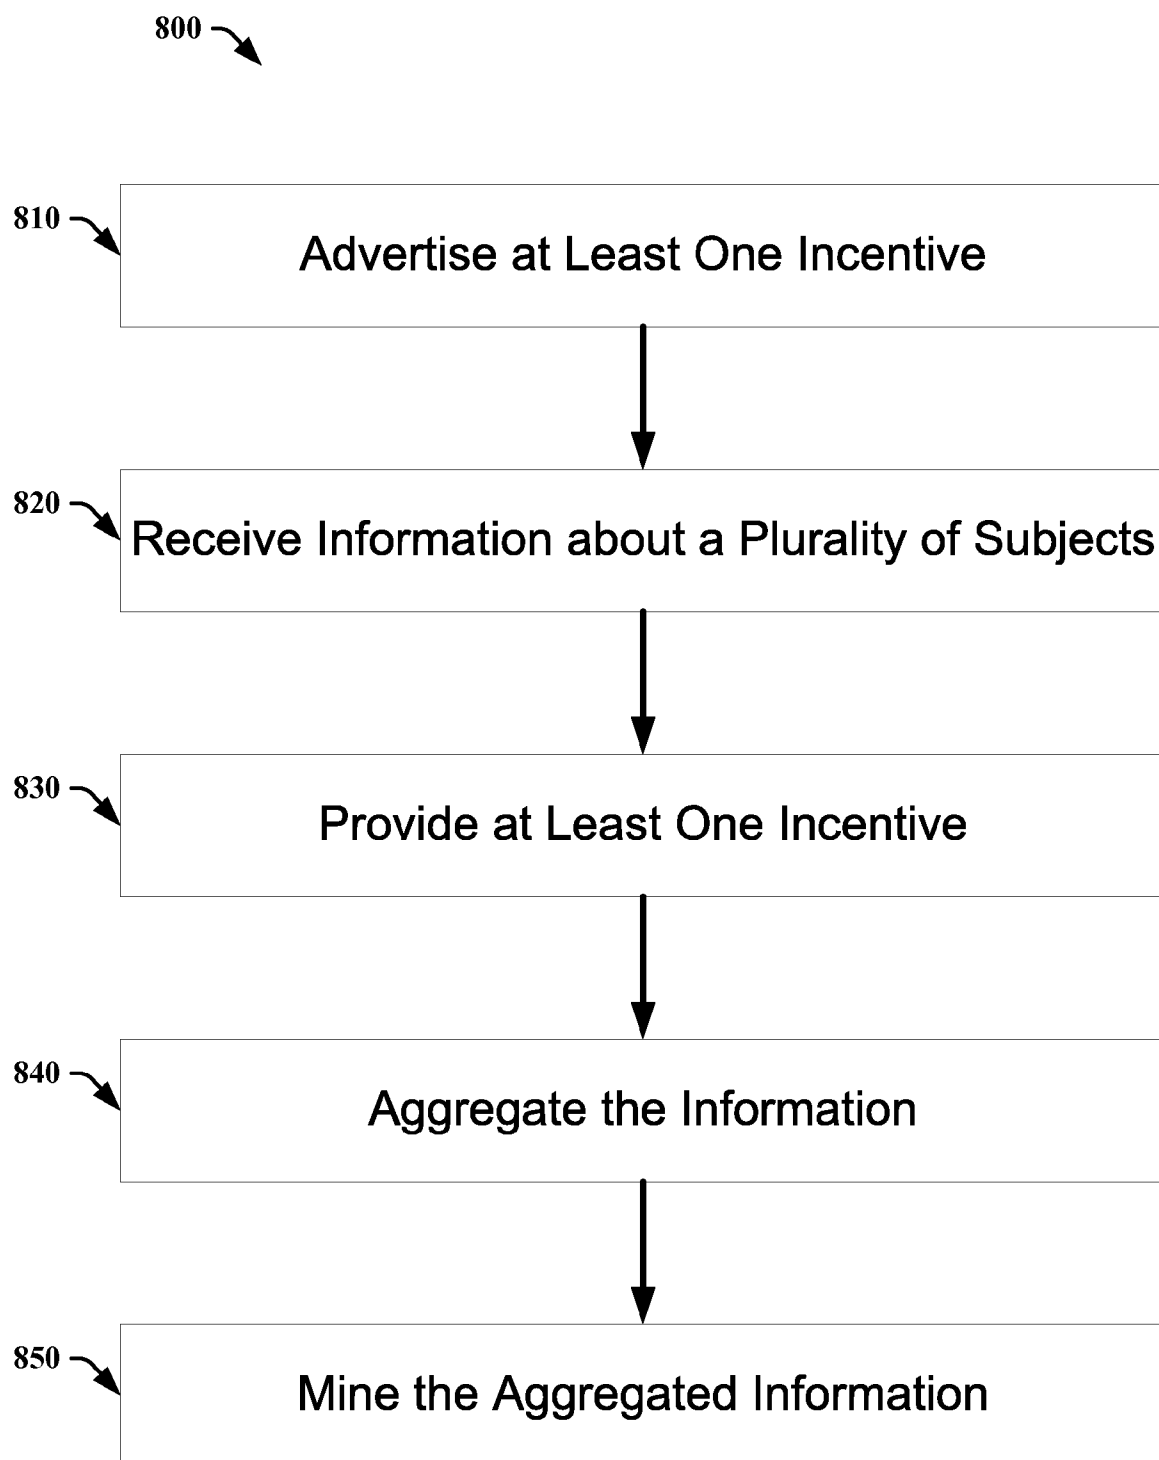 800
810
Advertise at Least One Incentive
820
Receive Information about a Plurality of Subjects
830
Provide at Least One Incentive
840
Aggregate the Information
850
Mine the Aggregated Information